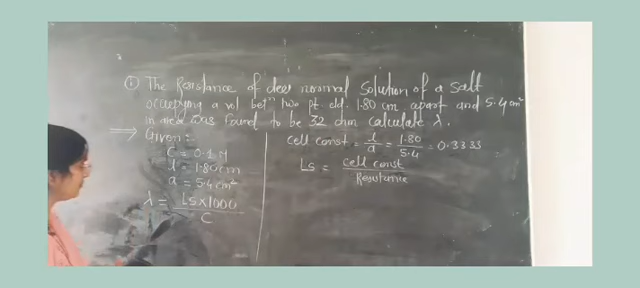 ① The Resistance of deci normal Solution of a Salt
occupying a vol betn two pt eld. 1.80 cm apart and 5.4 cm²
in area was found to be 32 ohm calculate λ.
⟹ Given:
C = 0.1 N
l = 1.80 cm
a = 5.4 cm²
λ = Ls×1000 / C
cell const = l/a = 1.80/5.4 = 0.3333
Ls = cell const / Resistance